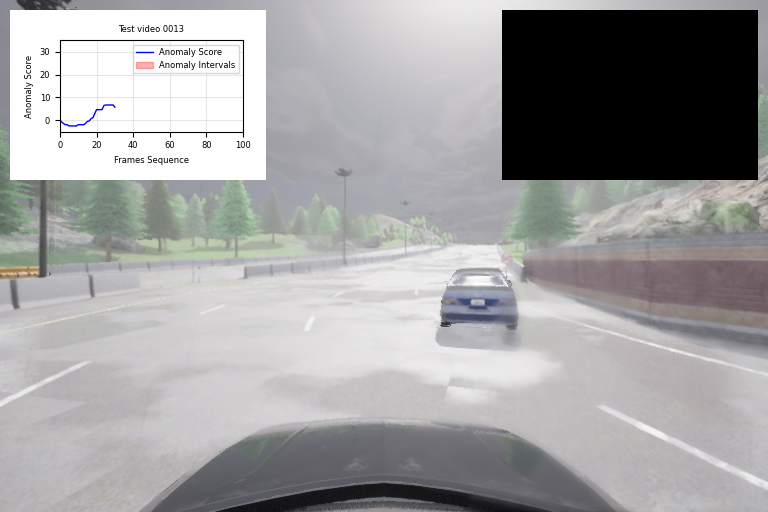 Test video 0013
Anomaly Score
Anomaly Intervals
30
20
10
0
0 20 40 60 80 100
Anomaly Score
Frames Sequence